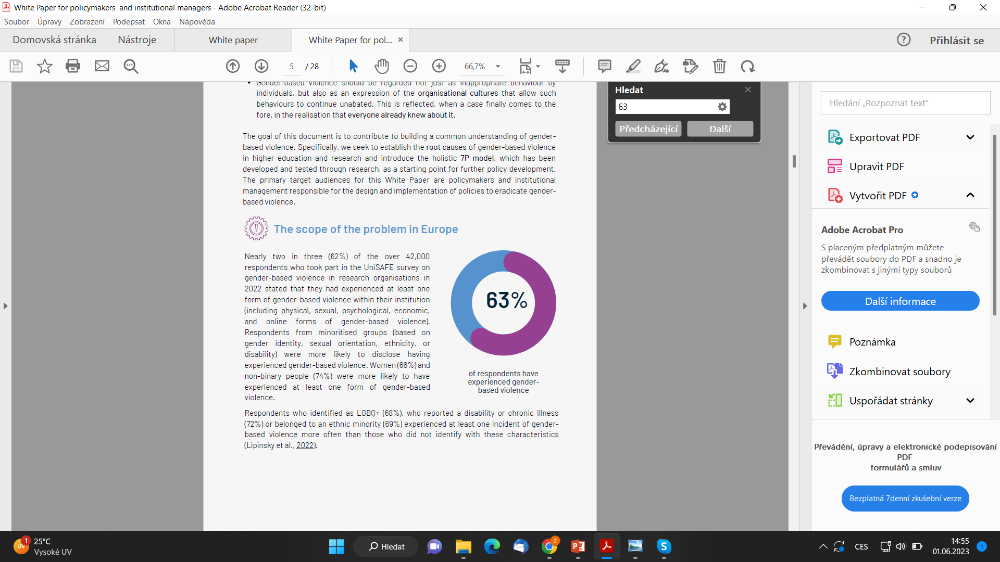 White Paper for policymakers  and institutional managers - Adobe Acrobat Reader (32-bit)
Soubor Úpravy Zobrazení Podepsat Okna Nápověda
Domovská stránka Nástroje White paper White Paper for pol... Přihlásit se
5 / 28 66,7%
Gender-based violence should be regarded not just as inappropriate behaviour by
individuals, but also as an expression of the organisational cultures that allow such
behaviours to continue unabated. This is reflected, when a case finally comes to the
fore, in the realisation that everyone already knew about it.
The goal of this document is to contribute to building a common understanding of gender-
based violence. Specifically, we seek to establish the root causes of gender-based violence
in higher education and research and introduce the holistic 7P model, which has been
developed and tested through research, as a starting point for further policy development.
The primary target audiences for this White Paper are policymakers and institutional
management responsible for the design and implementation of policies to eradicate gender-
based violence.
The scope of the problem in Europe
Nearly two in three (62%) of the over 42,000
respondents who took part in the UniSAFE survey on
gender-based violence in research organisations in
2022 stated that they had experienced at least one
form of gender-based violence within their institution
(including physical, sexual, psychological, economic,
and online forms of gender-based violence).
Respondents from minoritised groups (based on
gender identity, sexual orientation, ethnicity, or
disability) were more likely to disclose having
experienced gender-based violence. Women (66%) and
non-binary people (74%) were more likely to have
experienced at least one form of gender-based
violence.
63%
of respondents have
experienced gender-
based violence
Respondents who identified as LGBQ+ (68%), who reported a disability or chronic illness
(72%) or belonged to an ethnic minority (69%) experienced at least one incident of gender-
based violence more often than those who did not identify with these characteristics
(Lipinsky et al., 2022).
Hledat
63
Předcházející Další
Hledání „Rozpoznat text"
Exportovat PDF
Upravit PDF
Vytvořit PDF
Adobe Acrobat Pro
S placeným předplatným můžete
převádět soubory do PDF a snadno je
zkombinovat s jinými typy souborů
Další informace
Poznámka
Zkombinovat soubory
Uspořádat stránky
Převádění, úpravy a elektronické podepisování
PDF
formulářů a smluv
Bezplatná 7denní zkušební verze
UV 1 25°C
Vysoké UV
Hledat
Z
CES
14:55
01.06.2023
1